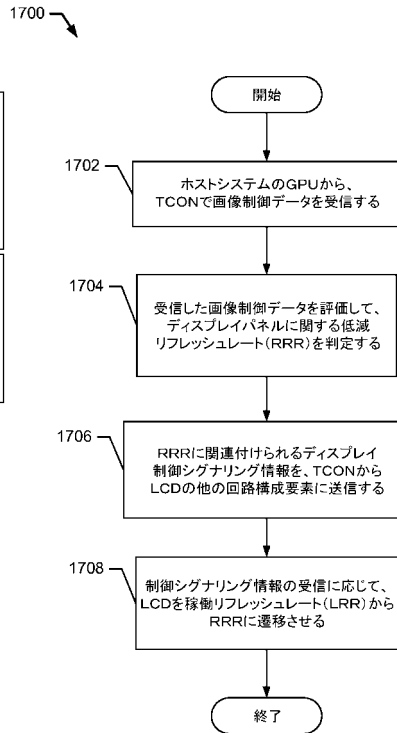 1700
開始
1702
ホストシステムのGPUから、
TCONで画像制御データを受信する
1704
受信した画像制御データを評価して、
ディスプレイパネルに関する低減
リフレッシュレート(RRR)を判定する
1706
RRRに関連付けられるディスプレイ
制御シグナリング情報を、TCONから
LCDの他の回路構成要素に送信する
1708
制御シグナリング情報の受信に応じて、
LCDを稼働リフレッシュレート(LRR)から
RRRに遷移させる
終了